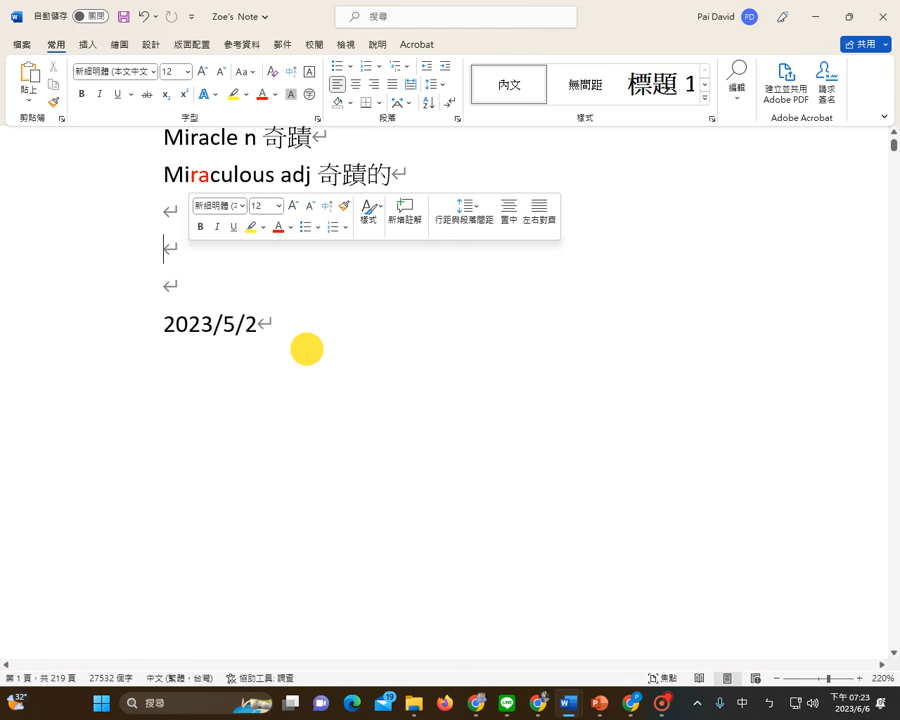 自動儲存 關閉 Zoe's Note 搜尋 Pai David PD
檔案 常用 插入 繪圖 設計 版面配置 參考資料 郵件 校閱 檢視 說明 Acrobat 共用
貼上 新細明體 (本文中文 12 Aa A
B I U ab x₂ x² A A A 字
內文 無間距 標題 1 編輯 建立並共用 Adobe PDF 請求簽名
剪貼簿 字型 段落 樣式 Adobe Acrobat
Miracle n 奇蹟
Miraculous adj 奇蹟的
新細明體 (本 12 樣式 新增註解 行距與段落間距 置中 左右對齊
B I U A
2023/5/2
第 1 頁，共 219 頁 27532 個字 中文 (繁體，台灣) 協助工具: 調查 焦點 220%
32° 搜尋 19 中 下午 07:23
2023/6/6